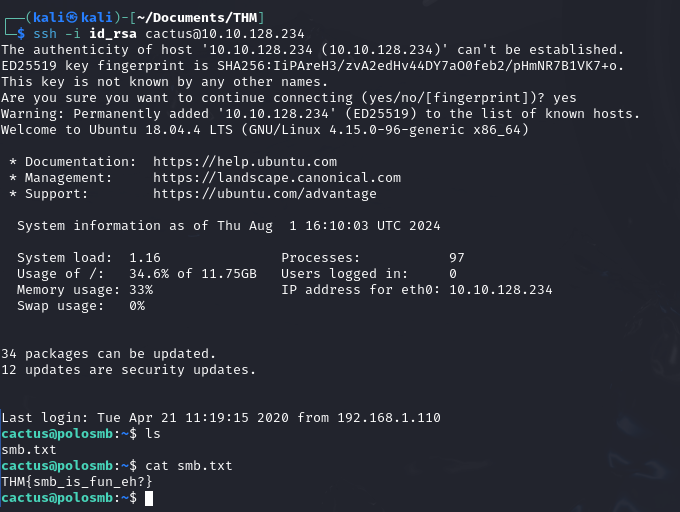 ┌──(kali㉿kali)-[~/Documents/THM]
└─$ ssh -i id_rsa cactus@10.10.128.234
The authenticity of host '10.10.128.234 (10.10.128.234)' can't be established.
ED25519 key fingerprint is SHA256:IiPAreH3/zvA2edHv44DY7aO0feb2/pHmNR7B1VK7+o.
This key is not known by any other names.
Are you sure you want to continue connecting (yes/no/[fingerprint])? yes
Warning: Permanently added '10.10.128.234' (ED25519) to the list of known hosts.
Welcome to Ubuntu 18.04.4 LTS (GNU/Linux 4.15.0-96-generic x86_64)
* Documentation:  https://help.ubuntu.com
* Management:     https://landscape.canonical.com
* Support:        https://ubuntu.com/advantage
System information as of Thu Aug  1 16:10:03 UTC 2024
System load:  1.16               Processes:           97
Usage of /:   34.6% of 11.75GB   Users logged in:     0
Memory usage: 33%                IP address for eth0: 10.10.128.234
Swap usage:   0%
34 packages can be updated.
12 updates are security updates.
Last login: Tue Apr 21 11:19:15 2020 from 192.168.1.110
cactus@polosmb:~$ ls
smb.txt
cactus@polosmb:~$ cat smb.txt
THM{smb_is_fun_eh?}
cactus@polosmb:~$